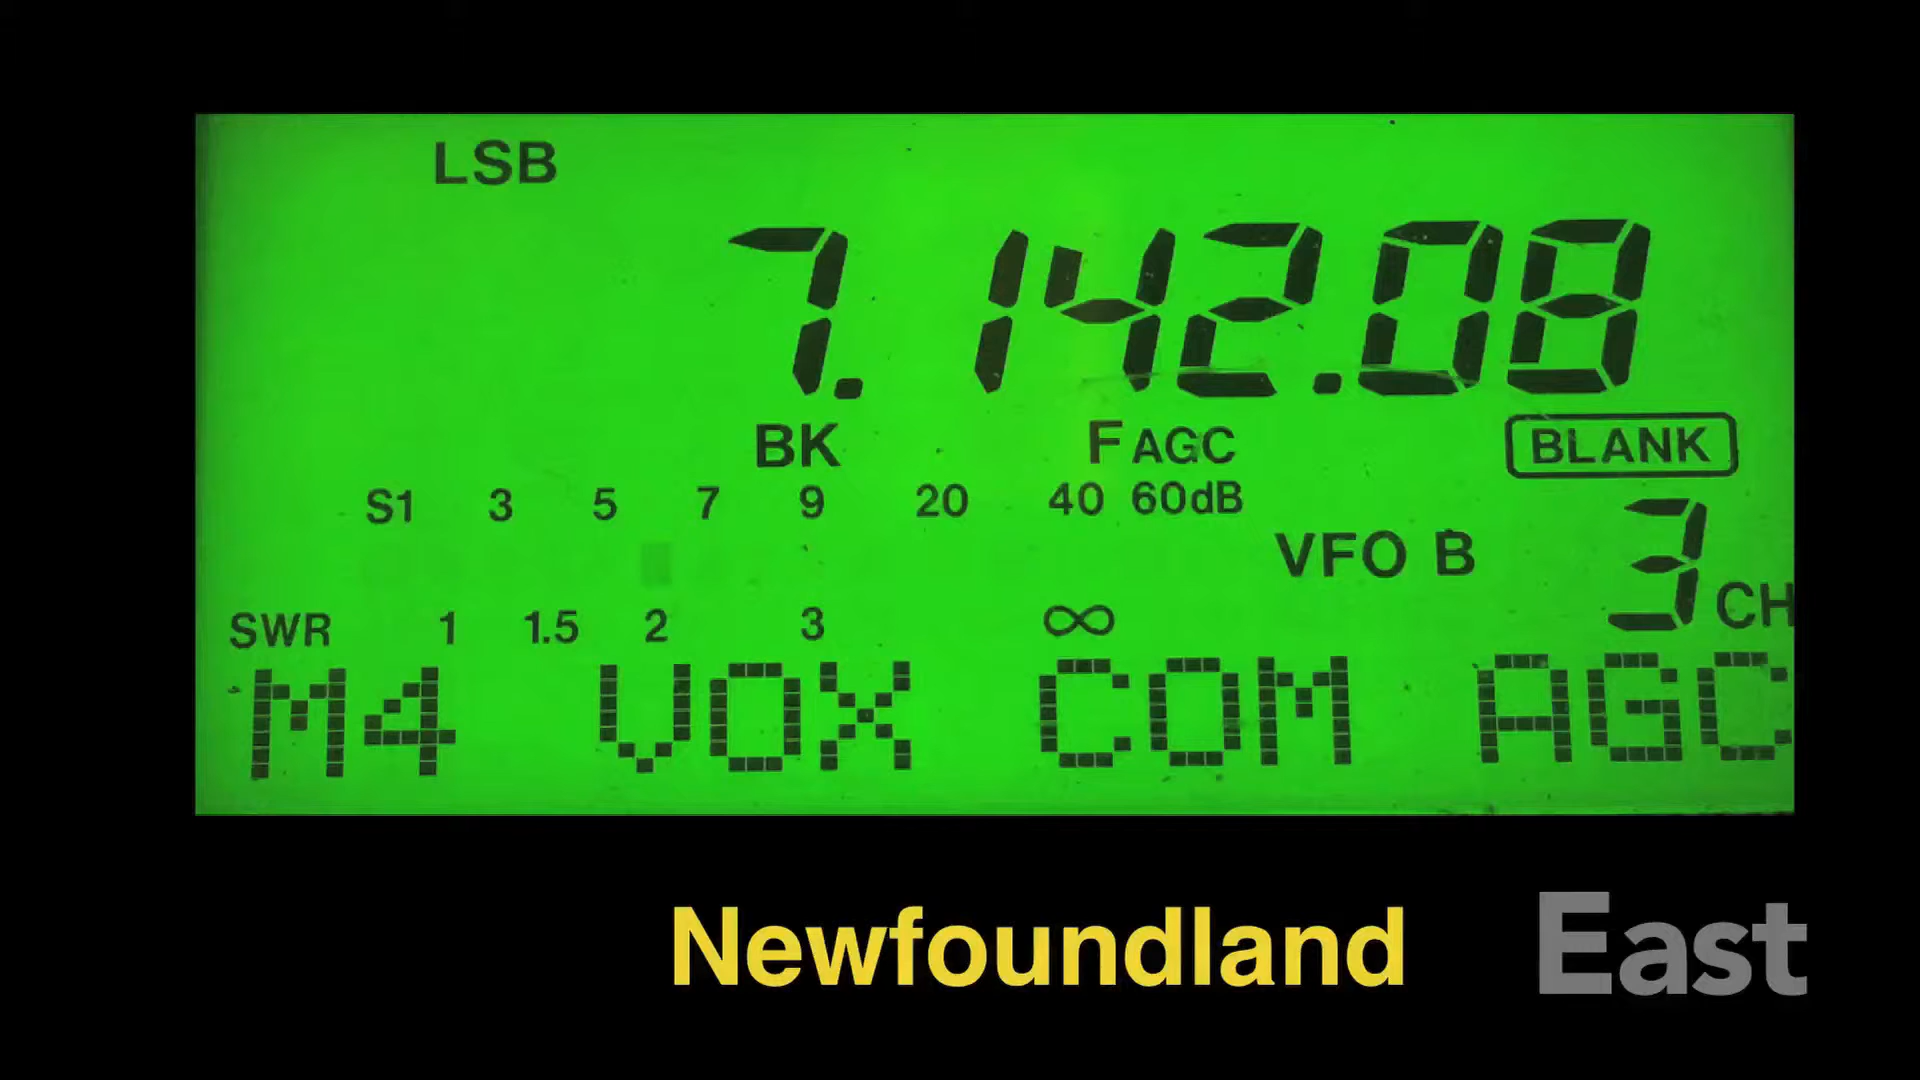 LSB
7.142.08
BK F AGC BLANK
S1 3 5 7 9 20 40 60dB
VFO B 3 CH
SWR 1 1.5 2 3 ∞
M4 VOX COM AGC
Newfoundland East